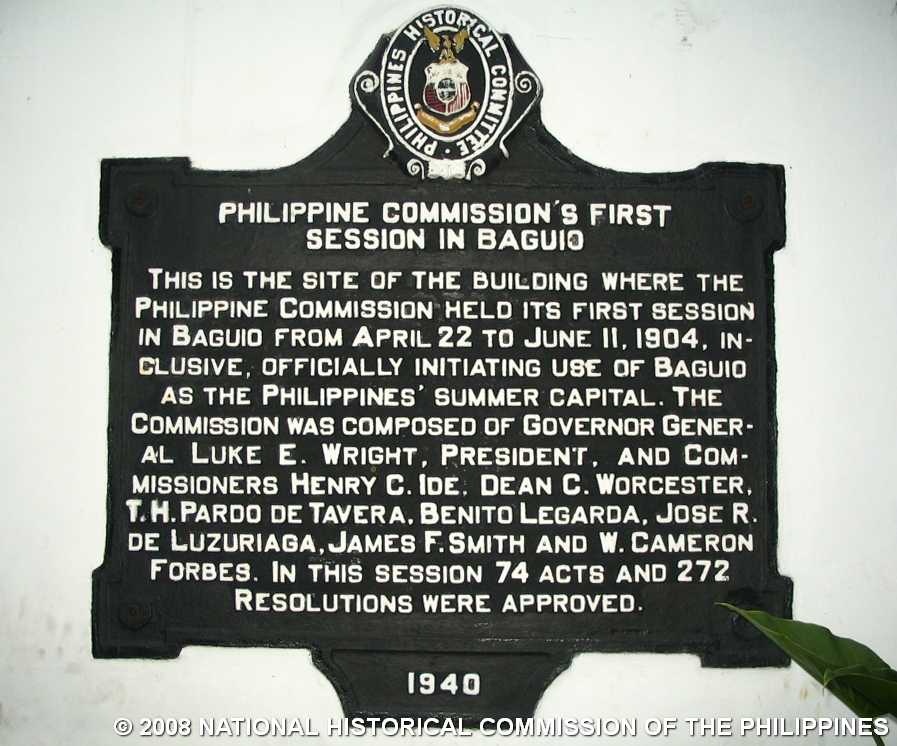 PHILIPPINES HISTORICAL COMMITTEE
PHILIPPINE COMMISSION'S FIRST
SESSION IN BAGUIO
THIS IS THE SITE OF THE BUILDING WHERE THE
PHILIPPINE COMMISSION HELD ITS FIRST SESSION
IN BAGUIO FROM APRIL 22 TO JUNE 11, 1904, IN-
CLUSIVE, OFFICIALLY INITIATING USE OF BAGUIO
AS THE PHILIPPINES' SUMMER CAPITAL. THE
COMMISSION WAS COMPOSED OF GOVERNOR GENER-
AL LUKE E. WRIGHT, PRESIDENT, AND COM-
MISSIONERS HENRY C. IDE, DEAN C. WORCESTER,
T.H. PARDO DE TAVERA, BENITO LEGARDA, JOSE R.
DE LUZURIAGA, JAMES F. SMITH AND W. CAMERON
FORBES. IN THIS SESSION 74 ACTS AND 272
RESOLUTIONS WERE APPROVED.
1940
© 2008 NATIONAL HISTORICAL COMMISSION OF THE PHILIPPINES